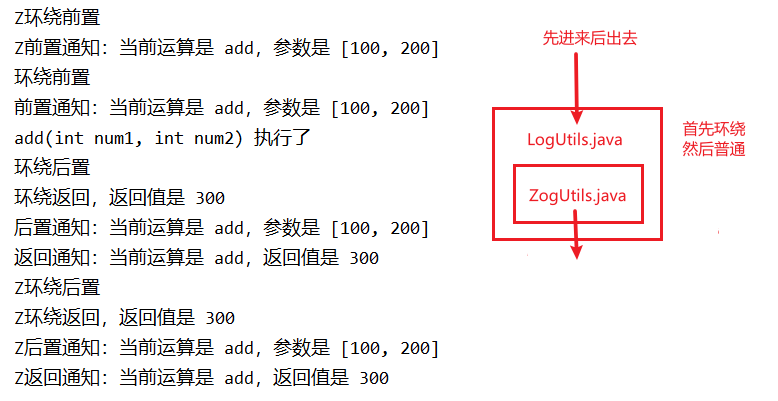 Z环绕前置
Z前置通知：当前运算是 add，参数是 [100, 200]
环绕前置
前置通知：当前运算是 add，参数是 [100, 200]
add(int num1, int num2) 执行了
环绕后置
环绕返回，返回值是 300
后置通知：当前运算是 add，参数是 [100, 200]
返回通知：当前运算是 add，返回值是 300
Z环绕后置
Z环绕返回，返回值是 300
Z后置通知：当前运算是 add，参数是 [100, 200]
Z返回通知：当前运算是 add，返回值是 300
先进来后出去
LogUtils.java
ZogUtils.java
首先环绕
然后普通